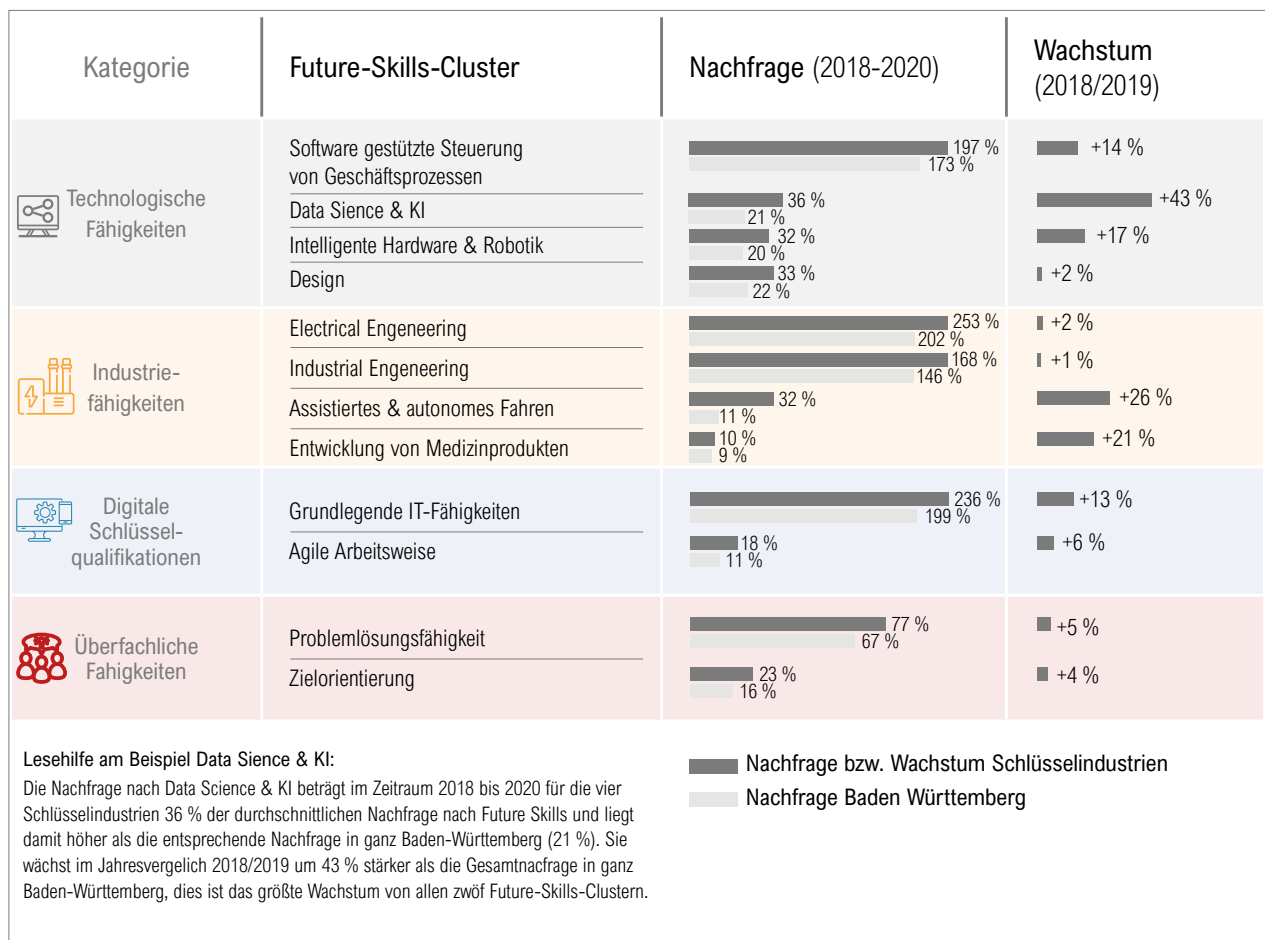 Kategorie
Future-Skills-Cluster
Nachfrage (2018-2020)
Wachstum
(2018/2019)
Technologische
Fähigkeiten
Software gestützte Steuerung
von Geschäftsprozessen
197 %
173 %
+14 %
Data Sience & KI
36 %
21 %
+43 %
Intelligente Hardware & Robotik
32 %
20 %
+17 %
Design
33 %
22 %
+2 %
Industrie-
fähigkeiten
Electrical Engeneering
253 %
202 %
+2 %
Industrial Engeneering
168 %
146 %
+1 %
Assistiertes & autonomes Fahren
32 %
11 %
+26 %
Entwicklung von Medizinprodukten
10 %
9 %
+21 %
Digitale
Schlüssel-
qualifikationen
Grundlegende IT-Fähigkeiten
236 %
199 %
+13 %
Agile Arbeitsweise
18 %
11 %
+6 %
Überfachliche
Fahigkeiten
Problemlösungsfähigkeit
77 %
67 %
+5 %
Zielorientierung
23 %
16 %
+4 %
Lesehilfe am Beispiel Data Sience & KI:
Die Nachfrage nach Data Science & KI beträgt im Zeitraum 2018 bis 2020 für die vier
Schlüsselindustrien 36 % der durchschnittlichen Nachfrage nach Future Skills und liegt
damit höher als die entsprechende Nachfrage in ganz Baden-Württemberg (21 %). Sie
wächst im Jahresvergelich 2018/2019 um 43 % stärker als die Gesamtnacfrage in ganz
Baden-Württemberg, dies ist das größte Wachstum von allen zwöf Future-Skills-Clustern.
Nachfrage bzw. Wachstum Schlüsselindustrien
Nachfrage Baden Württemberg